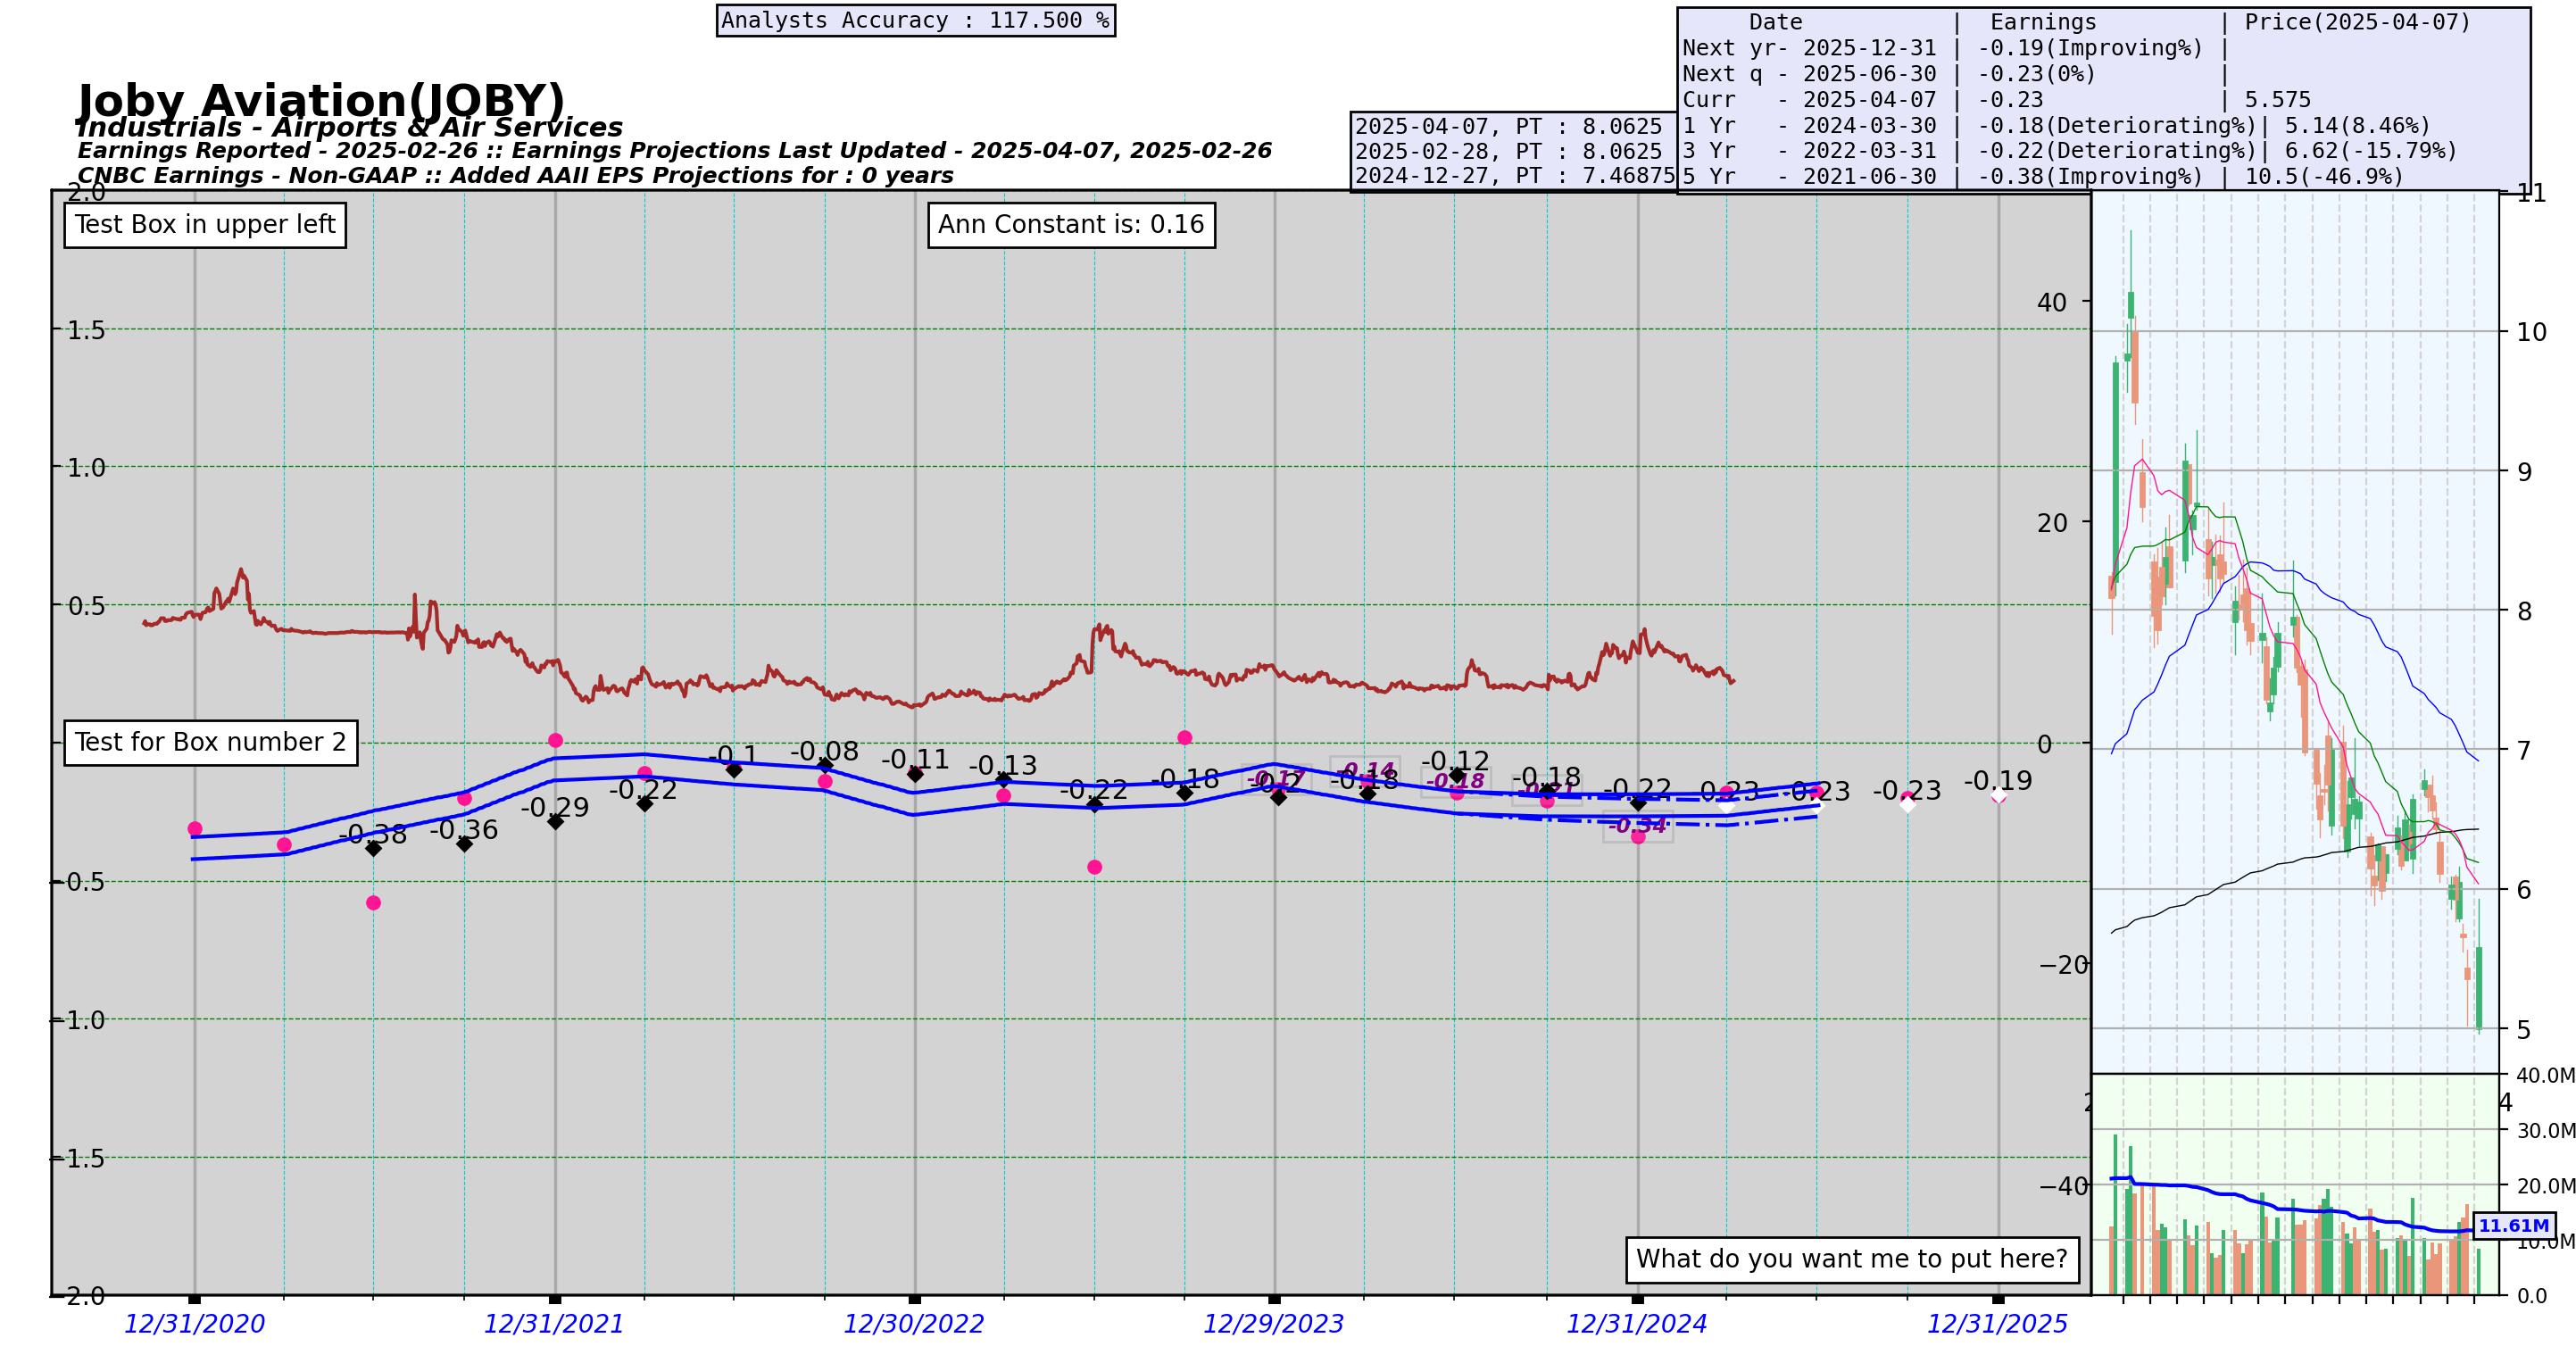 Analysts Accuracy : 117.500 %
Date | Earnings | Price(2025-04-07)
Next yr- 2025-12-31 | -0.19(Improving%) |
Next q - 2025-06-30 | -0.23(0%) |
Curr - 2025-04-07 | -0.23 | 5.575
1 Yr - 2024-03-30 | -0.18(Deteriorating%)| 5.14(8.46%)
3 Yr - 2022-03-31 | -0.22(Deteriorating%)| 6.62(-15.79%)
5 Yr - 2021-06-30 | -0.38(Improving%) | 10.5(-46.9%)
Joby Aviation(JOBY)
Industrials - Airports & Air Services
Earnings Reported - 2025-02-26 :: Earnings Projections Last Updated - 2025-04-07, 2025-02-26
CNBC Earnings - Non-GAAP :: Added AAII EPS Projections for : 0 years
2025-04-07, PT : 8.0625
2025-02-28, PT : 8.0625
2024-12-27, PT : 7.46875
Test Box in upper left
Ann Constant is: 0.16
Test for Box number 2
What do you want me to put here?
2.0
1.5
1.0
0.5
−0.5
−1.0
−1.5
−2.0
-0.38
-0.36
-0.29
-0.22
-0.1
-0.08
-0.11
-0.13
-0.22
-0.18
-0.2
-0.17
-0.18
-0.14
-0.12
-0.18
-0.18
-0.21
-0.22
-0.34
-0.23
-0.23
-0.23
-0.19
40
20
0
−20
−40
11
10
9
8
7
6
5
40.0M
30.0M
20.0M
11.61M
10.0M
0.0
2
4
12/31/2020
12/31/2021
12/30/2022
12/29/2023
12/31/2024
12/31/2025